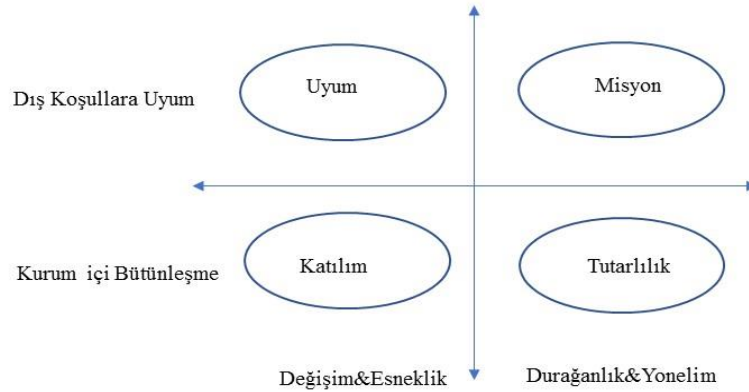 Uyum
Misyon
Dış Koşullara Uyum
Katılım
Tutarlılık
Kurum içi Bütünleşme
Değişim&Esneklik
Durağanlık&Yonelim